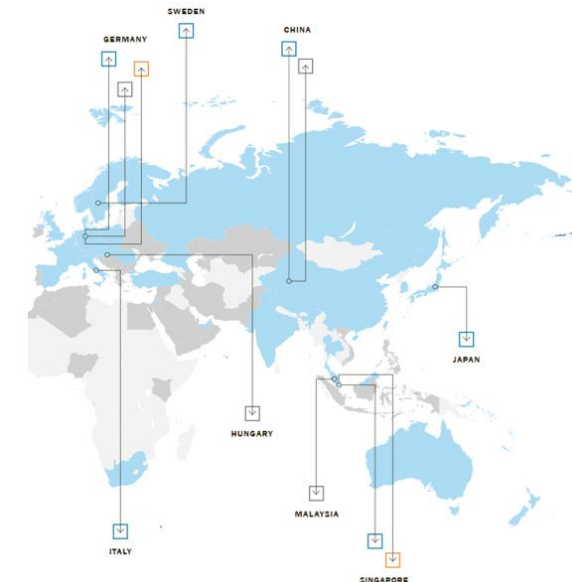 SWEDEN
GERMANY
CHINA
JAPAN
HUNGARY
MALAYSIA
ITALY
SINGAPORE